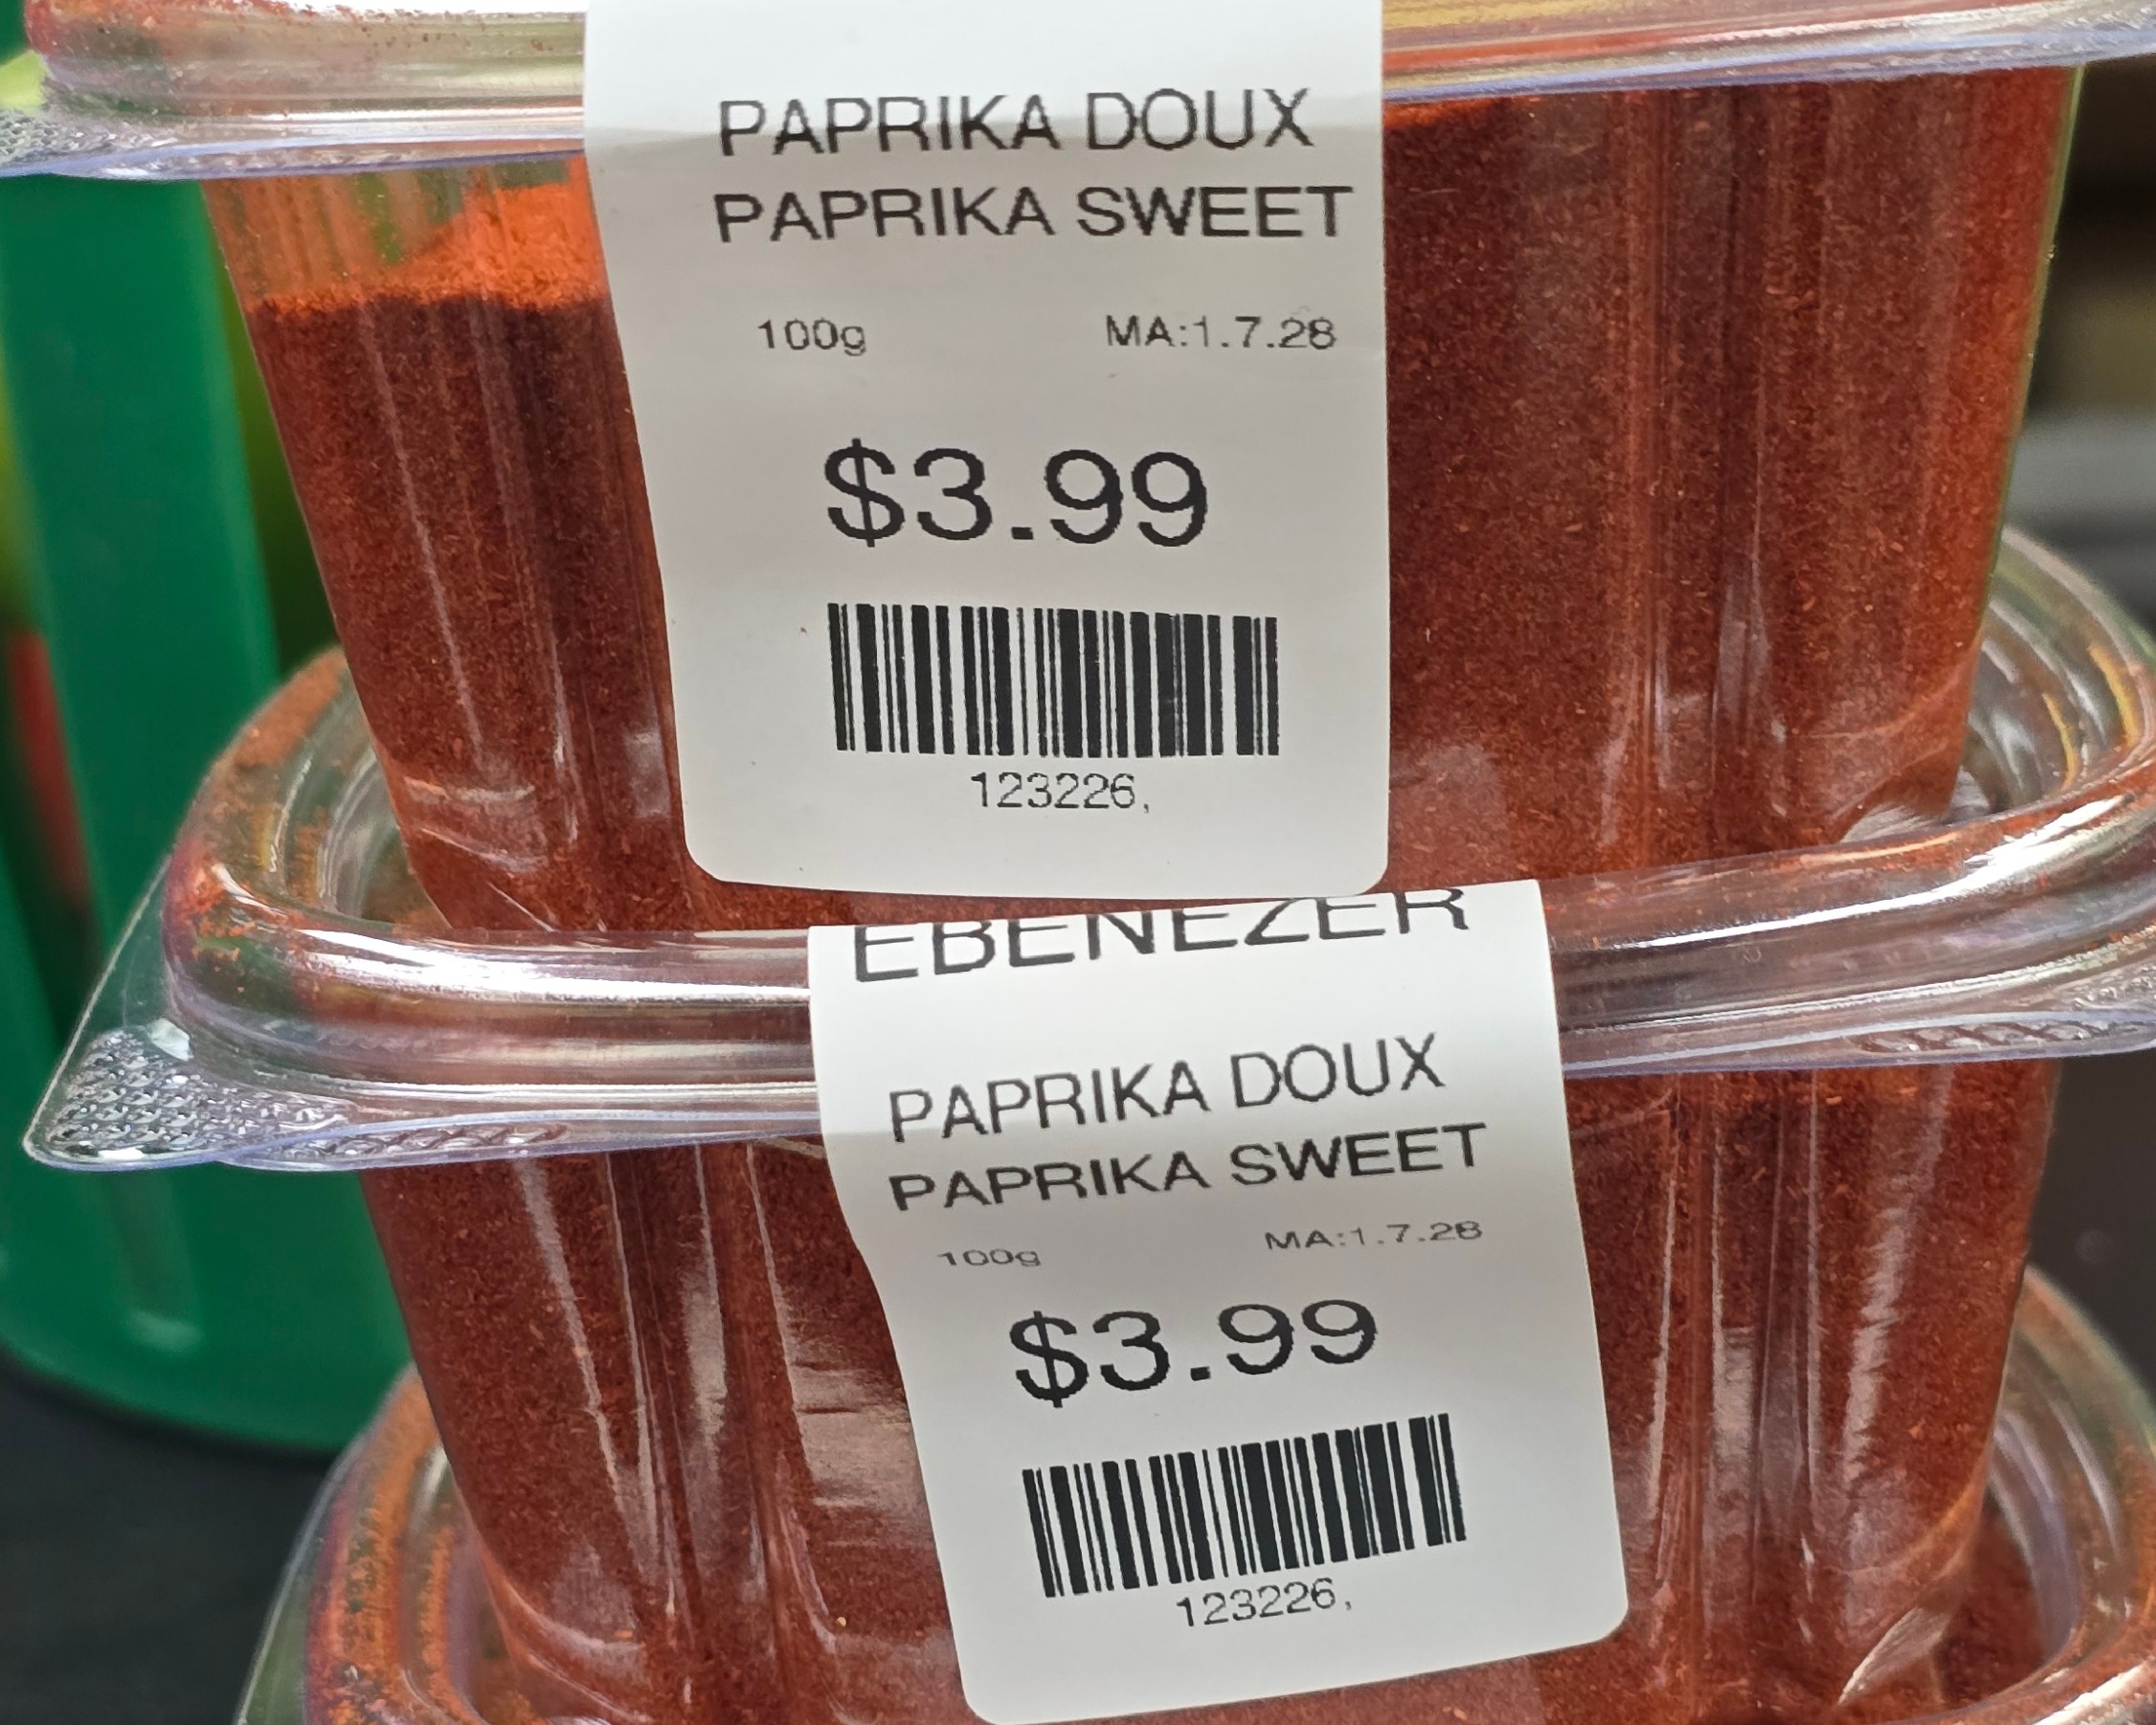 PAPRIKA DOUX
PAPRIKA SWEET
100g MA:1.7.28
$3.99
123226,
EBENEZER
PAPRIKA DOUX
PAPRIKA SWEET
100g MA:1.7.28
$3.99
123226,